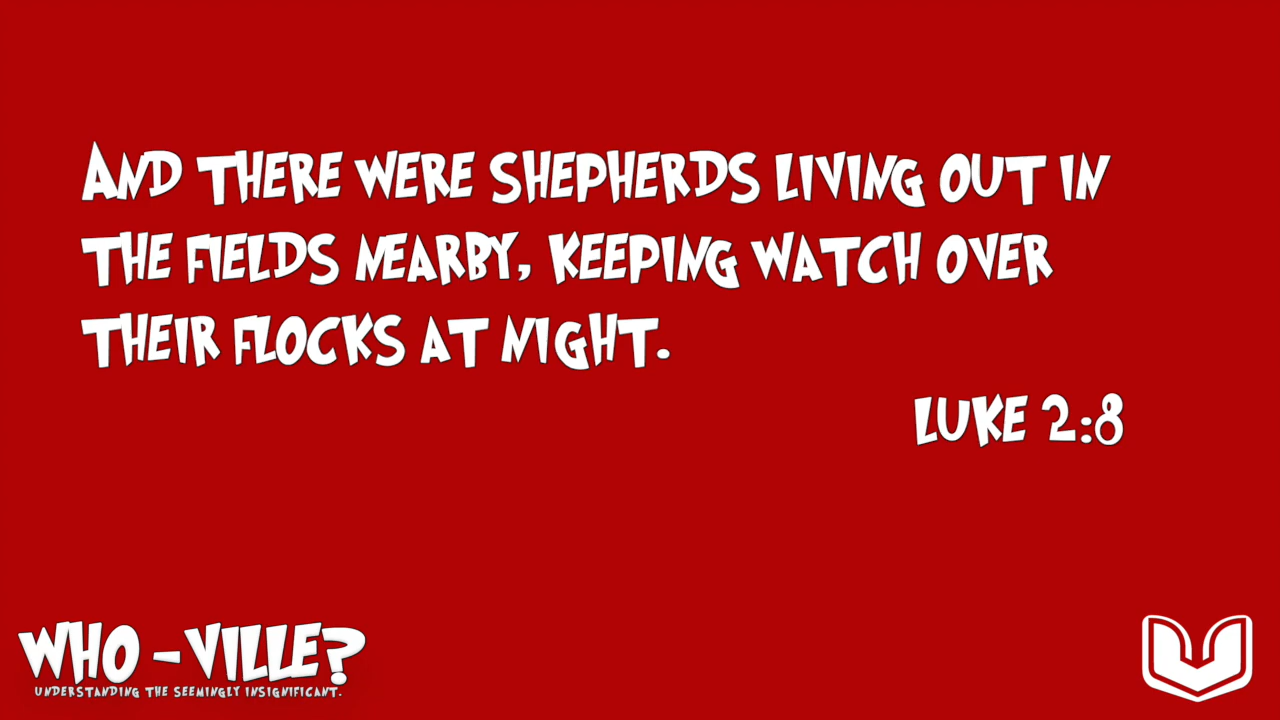 And there were shepherds living out in
the fields nearby, keeping watch over
their flocks at night.
Luke 2:8
WHO - VILLE?
UNDERSTANDING THE SEEMINGLY INSIGNIFICANT.